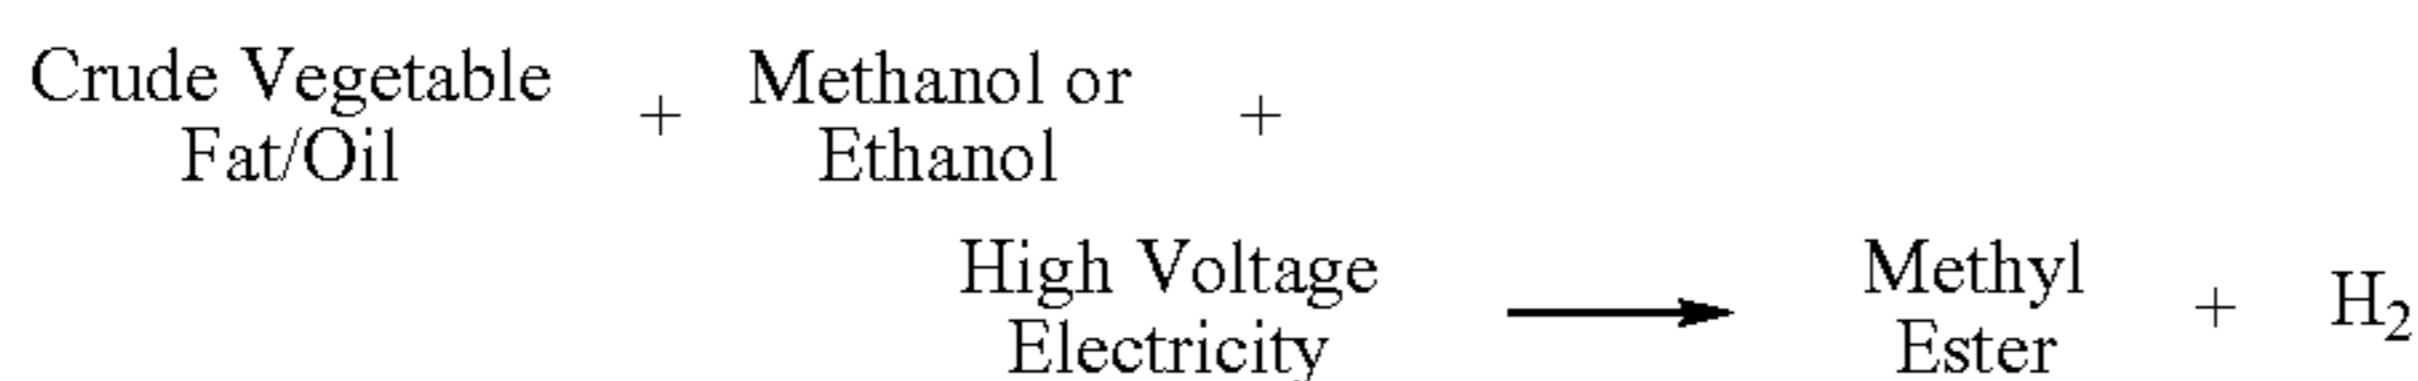 Crude Vegetable + Methanol or +
Fat/Oil Ethanol
High Voltage → Methyl + H₂
Electricity Ester